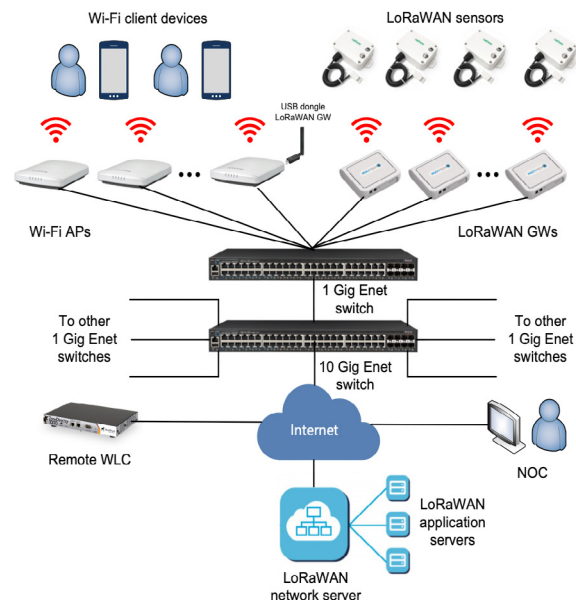 Wi-Fi client devices
LoRaWAN sensors
USB dongle
LoRaWAN GW
Wi-Fi APs
LoRaWAN GWs
1 Gig Enet
switch
To other
1 Gig Enet
switches
To other
1 Gig Enet
switches
10 Gig Enet
switch
Internet
Remote WLC
NOC
LoRaWAN
application
servers
LoRaWAN
network server